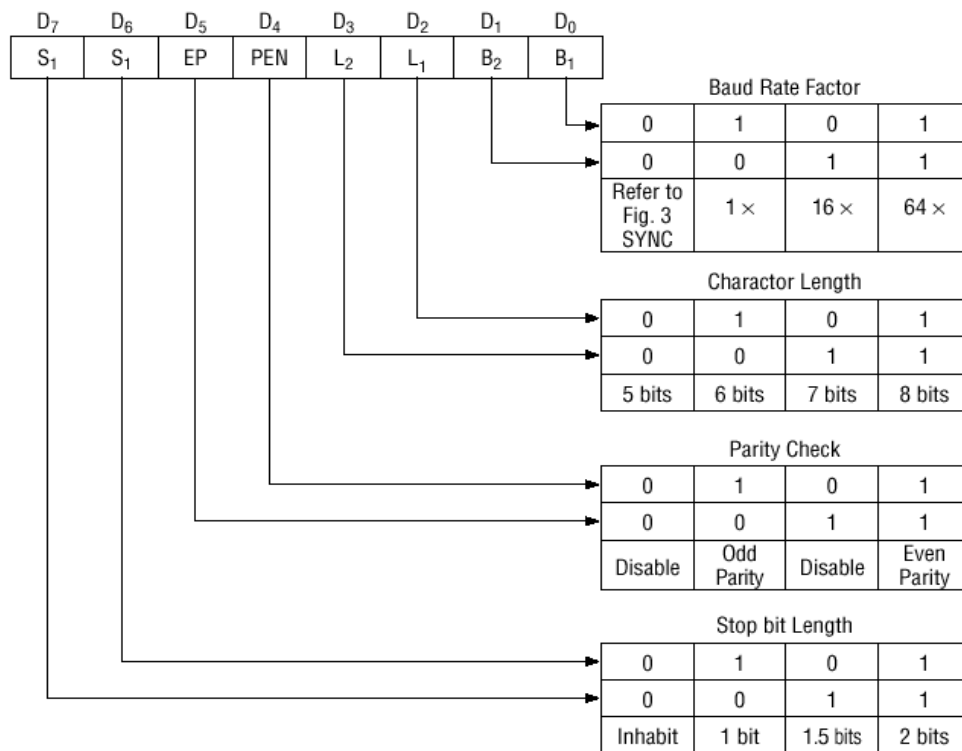 D₇ D₆ D₅ D₄ D₃ D₂ D₁ D₀
S₁ S₁ EP PEN L₂ L₁ B₂ B₁
Baud Rate Factor
0 1 0 1
0 0 1 1
Refer to Fig. 3 SYNC 1 × 16 × 64 ×
Charactor Length
0 1 0 1
0 0 1 1
5 bits 6 bits 7 bits 8 bits
Parity Check
0 1 0 1
0 0 1 1
Disable Odd Parity Disable Even Parity
Stop bit Length
0 1 0 1
0 0 1 1
Inhabit 1 bit 1.5 bits 2 bits